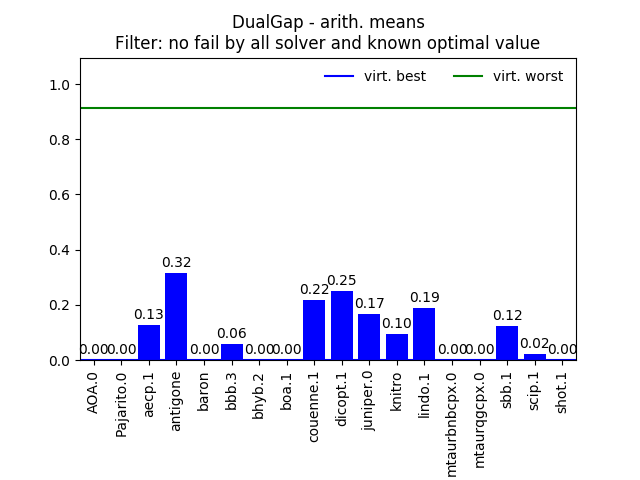 DualGap - arith. means
Filter: no fail by all solver and known optimal value
virt. best
virt. worst
1.0
0.8
0.6
0.4
0.2
0.0
0.00
0.00
0.13
0.32
0.00
0.06
0.00
0.00
0.22
0.25
0.17
0.10
0.19
0.00
0.00
0.12
0.02
0.00
AOA.0
Pajarito.0
aecp.1
antigone
baron
bbb.3
bhyb.2
boa.1
couenne.1
dicopt.1
juniper.0
knitro
lindo.1
mtaurbnbcpx.0
mtaurqgcpx.0
sbb.1
scip.1
shot.1